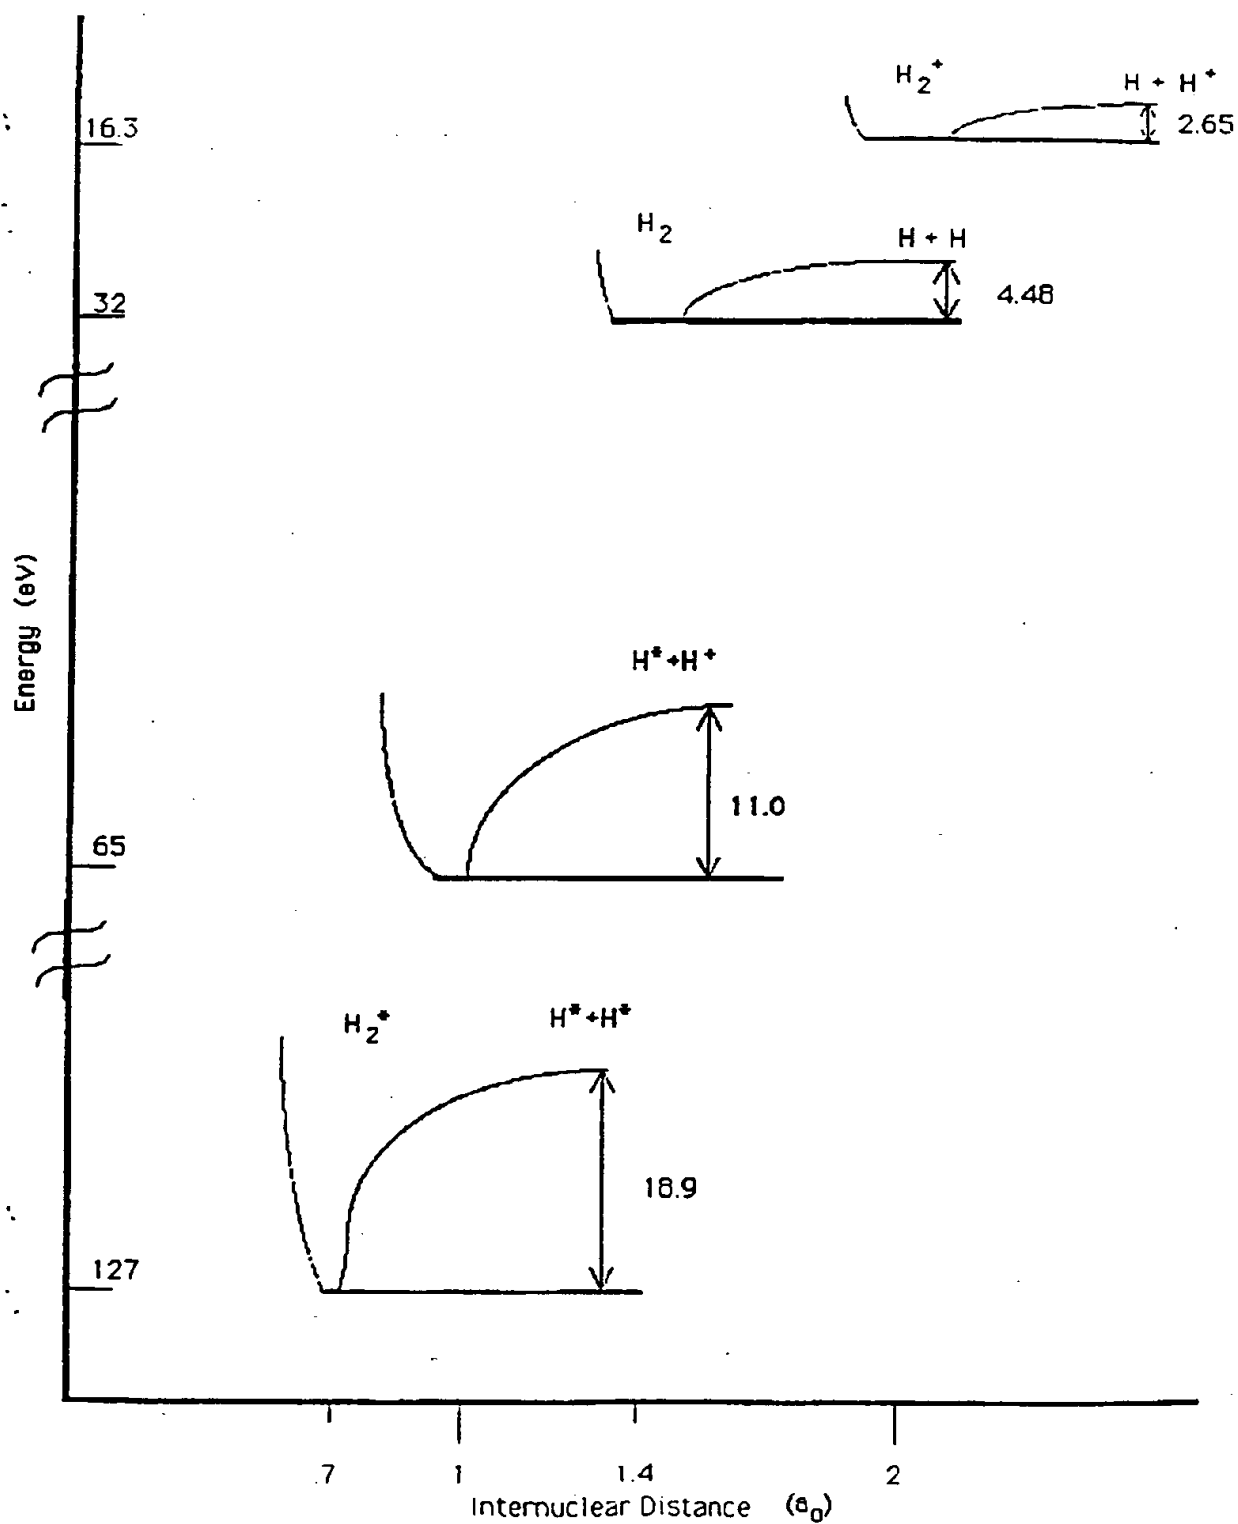 H2+
H + H+
16.3
2.65
H2
H + H
32
4.48
Energy (eV)
H*+H+
11.0
65
H2*
H*+H*
18.9
127
.7
1
1.4
2
Internuclear Distance (a0)